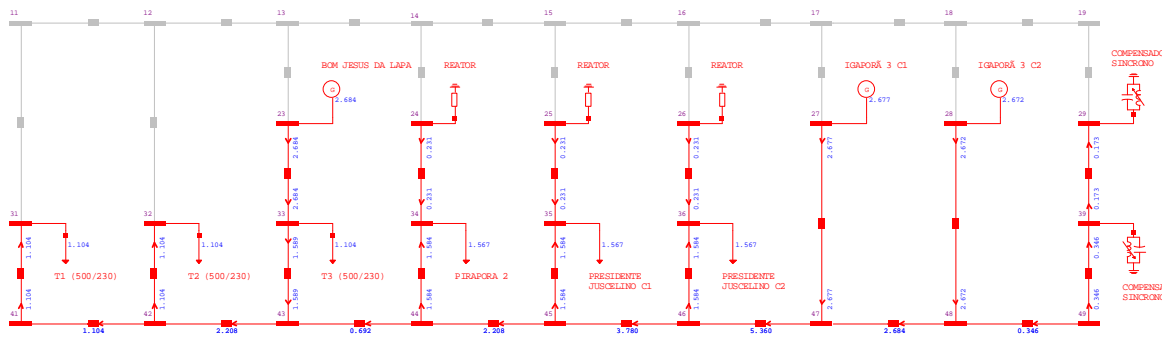 11 12 13 14 15 16 17 18 19
BOM JESUS DA LAPA REATOR REATOR REATOR IGAPORÃ 3 C1 IGAPORÃ 3 C2 COMPENSADO
SINCRONO
G G G
2.684 2.677 2.672
23 24 25 26 27 28 29
2.684 0.231 0.231 0.231 2.677 2.672 0.173
2.684 0.231 0.231 0.231 0.173
31 32 33 34 35 36 39
1.104 1.104 1.589 1.584 1.584 1.584 0.346
1.104 1.104 1.104 1.567 1.567 1.567
T1 (500/230) T2 (500/230) T3 (500/230) PIRAPORA 2 PRESIDENTE
JUSCELINO C1
PRESIDENTE
JUSCELINO C2
COMPENSADO
SINCRONO
1.104 1.104 1.589 1.584 1.584 1.584 2.677 2.672 0.346
41 42 43 44 45 46 47 48 49
1.104 2.208 0.692 2.208 3.780 5.360 2.684 0.346